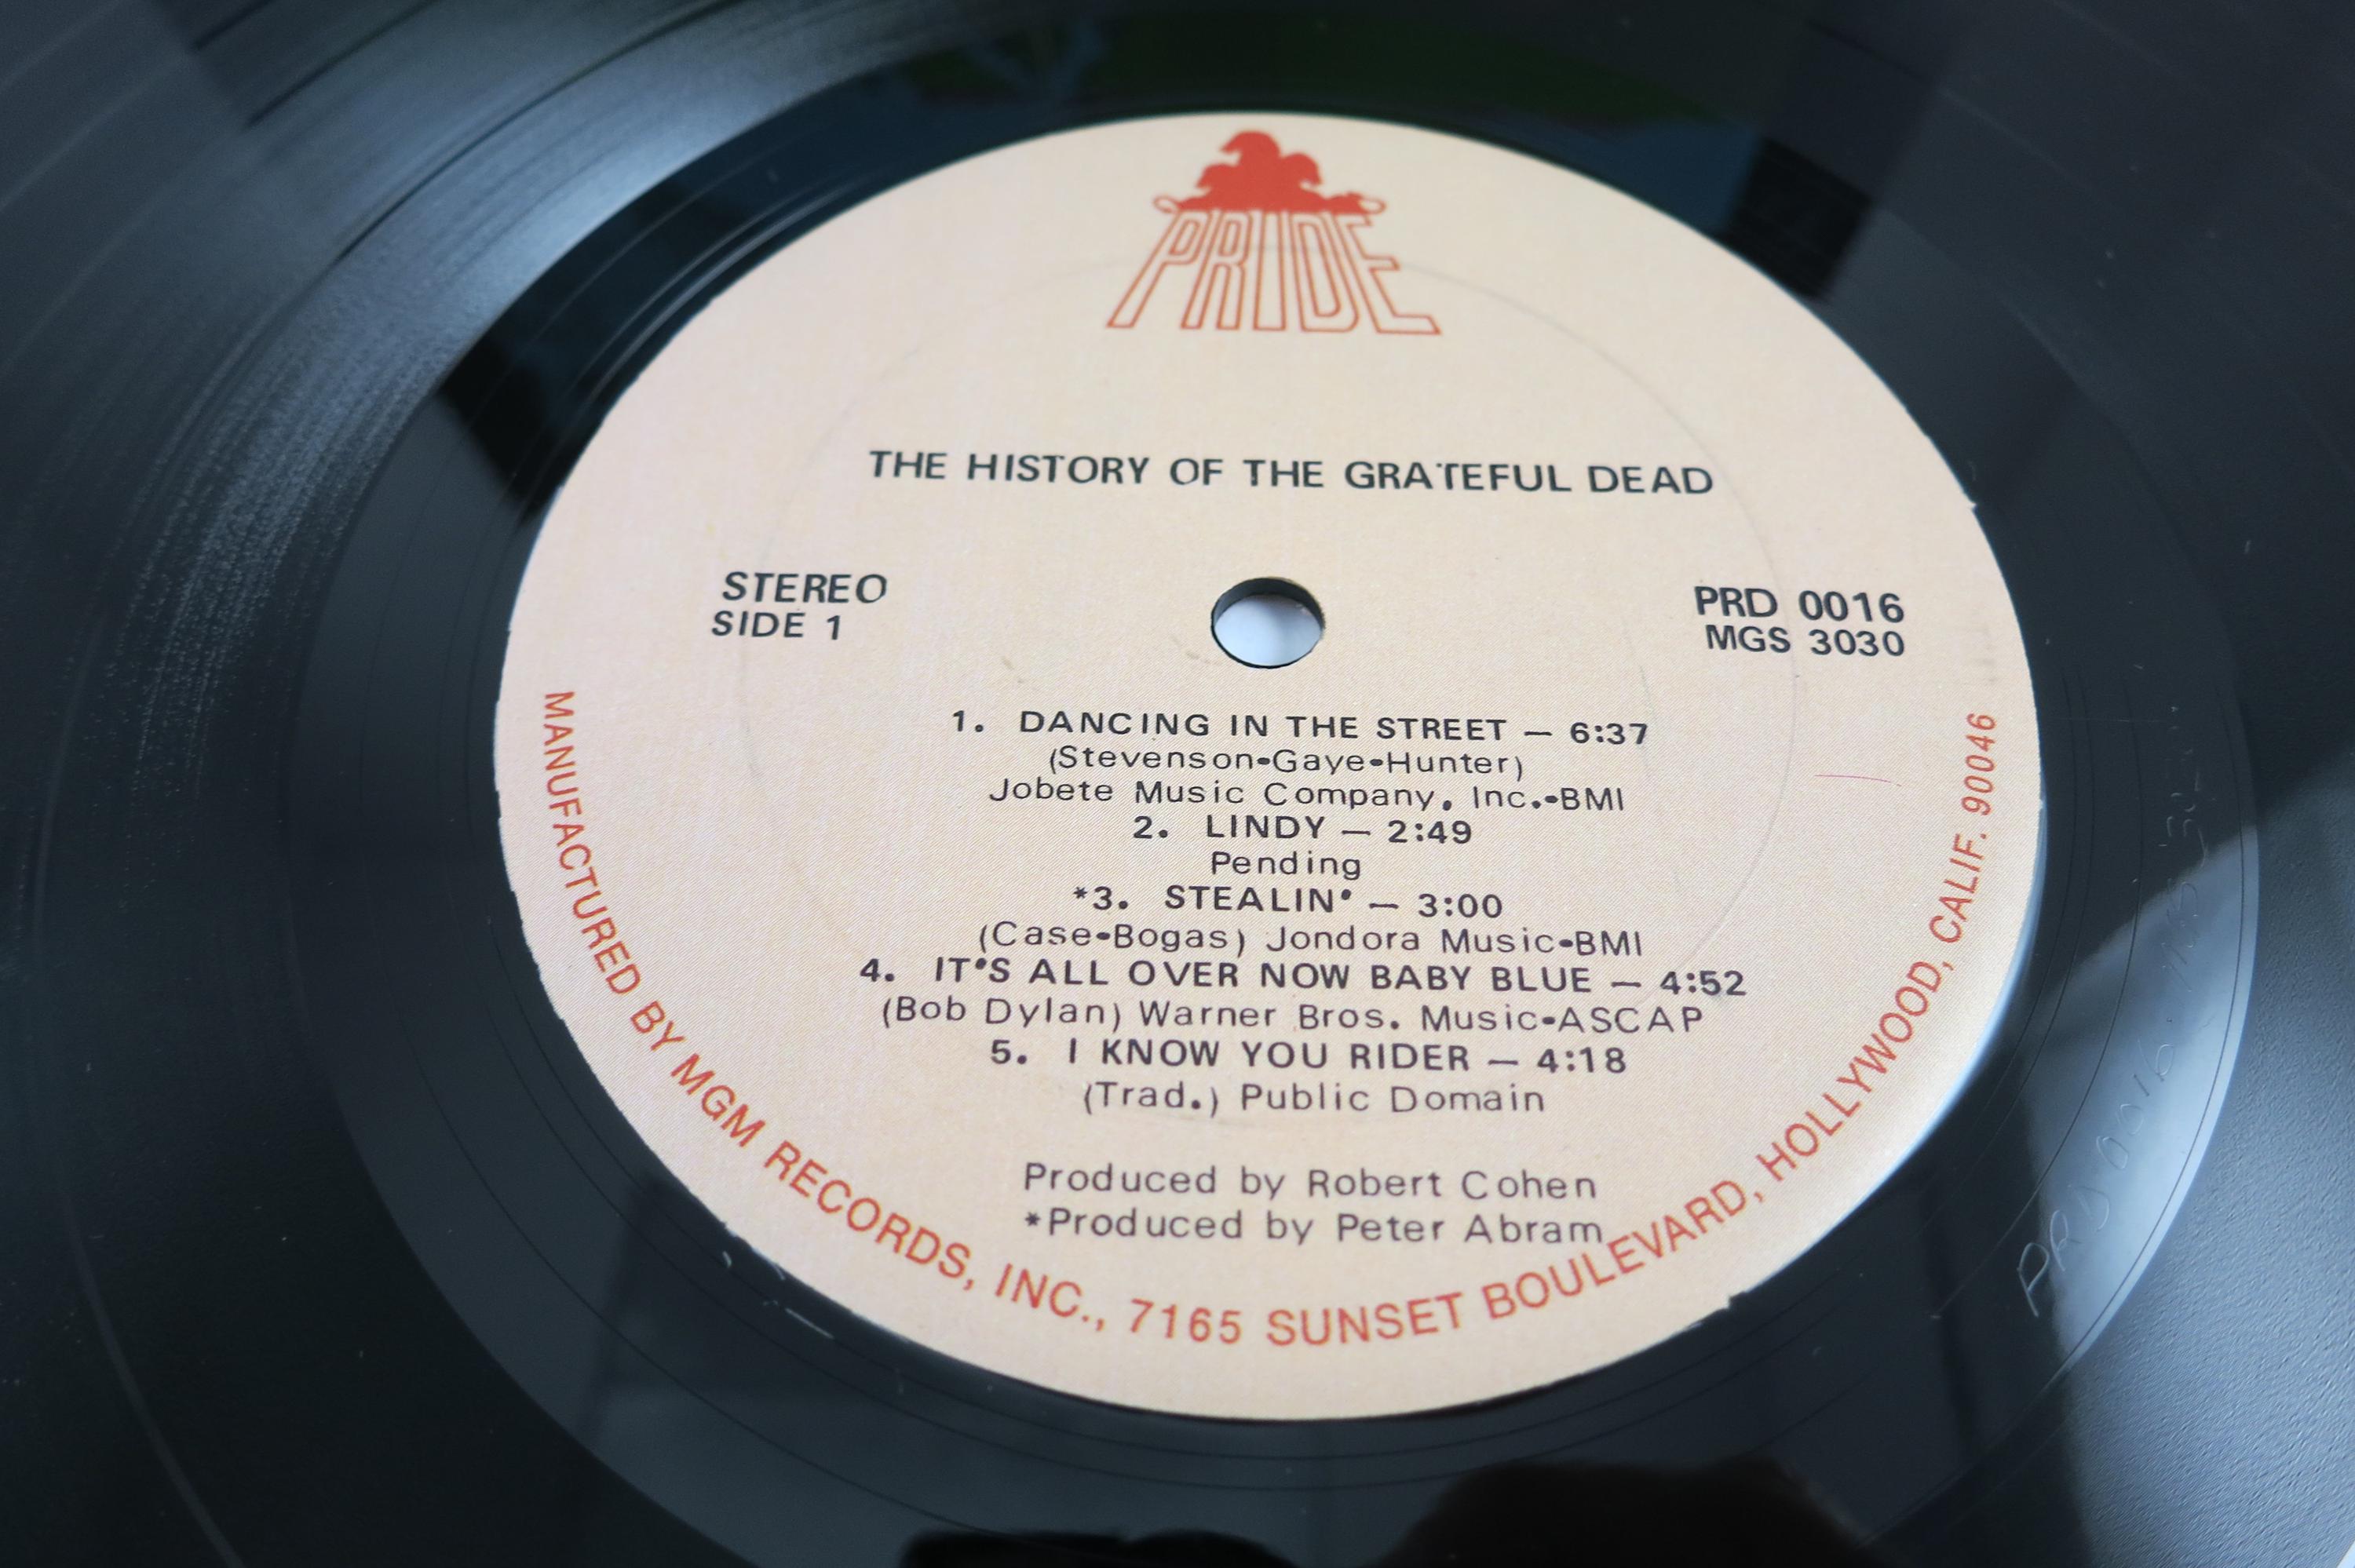 PRIDE
THE HISTORY OF THE GRATEFUL DEAD
STEREO
SIDE 1
PRD 0016
MGS 3030
1. DANCING IN THE STREET — 6:37
(Stevenson•Gaye•Hunter)
Jobete Music Company, Inc.•BMI
2. LINDY — 2:49
Pending
*3. STEALIN' — 3:00
(Case•Bogas) Jondora Music•BMI
4. IT'S ALL OVER NOW BABY BLUE — 4:52
(Bob Dylan) Warner Bros. Music•ASCAP
5. I KNOW YOU RIDER — 4:18
(Trad.) Public Domain
Produced by Robert Cohen
*Produced by Peter Abram
MANUFACTURED BY MGM RECORDS, INC., 7165 SUNSET BOULEVARD, HOLLYWOOD, CALIF. 90046
PRD 0016